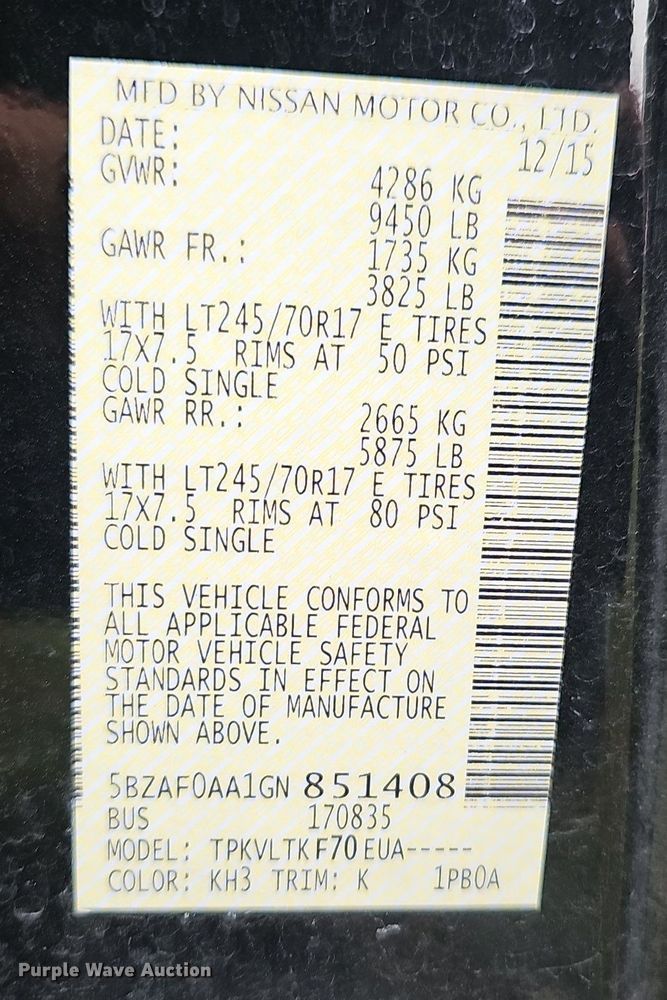 MFD BY NISSAN MOTOR CO., LTD.
DATE: 12/15
GVWR: 4286 KG
9450 LB
GAWR FR.: 1735 KG
3825 LB
WITH LT245/70R17 E TIRES
17X7.5 RIMS AT 50 PSI
COLD SINGLE
GAWR RR.: 2665 KG
5875 LB
WITH LT245/70R17 E TIRES
17X7.5 RIMS AT 80 PSI
COLD SINGLE
THIS VEHICLE CONFORMS TO
ALL APPLICABLE FEDERAL
MOTOR VEHICLE SAFETY
STANDARDS IN EFFECT ON
THE DATE OF MANUFACTURE
SHOWN ABOVE.
5BZAF0AA1GN 851408
BUS 170835
MODEL: TPKVLTKF70EUA-----
COLOR: KH3 TRIM: K 1PB0A
Purple Wave Auction